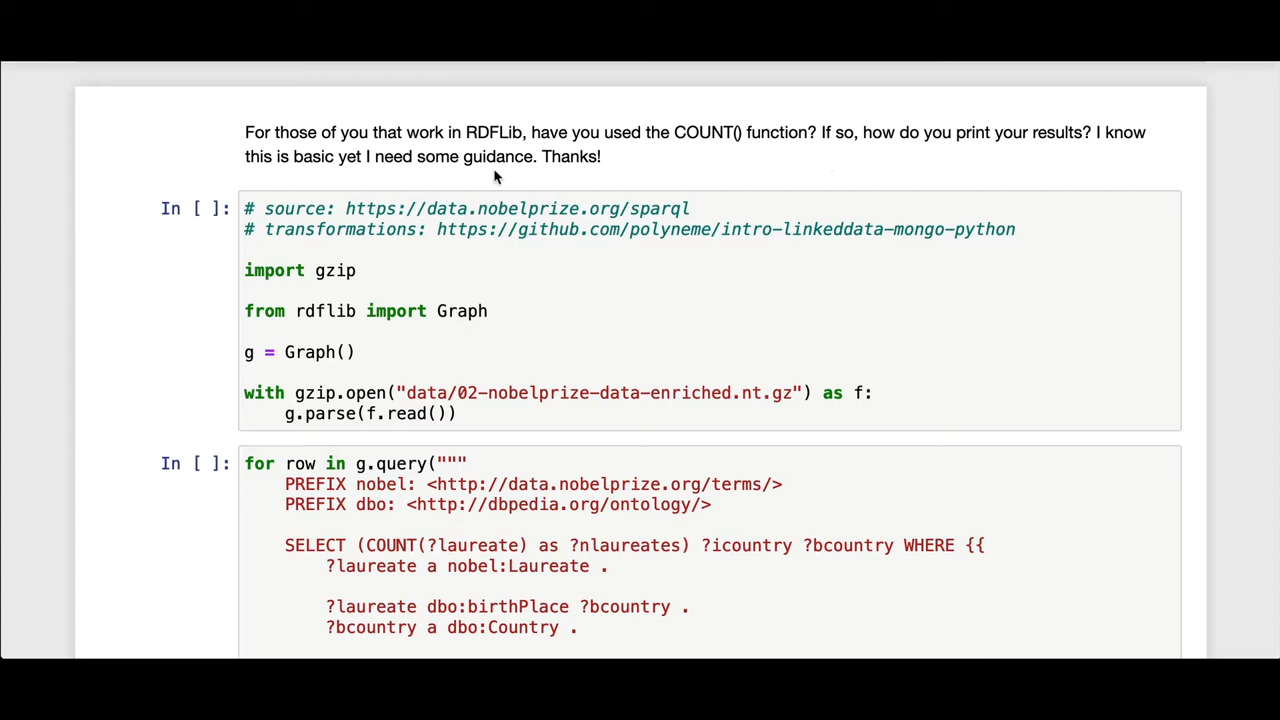 For those of you that work in RDFLib, have you used the COUNT() function? If so, how do you print your results? I know
this is basic yet I need some guidance. Thanks!
In [ ]: # source: https://data.nobelprize.org/sparql
# transformations: https://github.com/polyneme/intro-linkeddata-mongo-python
import gzip
from rdflib import Graph
g = Graph()
with gzip.open("data/02-nobelprize-data-enriched.nt.gz") as f:
    g.parse(f.read())
In [ ]: for row in g.query("""
    PREFIX nobel: <http://data.nobelprize.org/terms/>
    PREFIX dbo: <http://dbpedia.org/ontology/>
    SELECT (COUNT(?laureate) as ?nlaureates) ?icountry ?bcountry WHERE {{
        ?laureate a nobel:Laureate .
        ?laureate dbo:birthPlace ?bcountry .
        ?bcountry a dbo:Country .